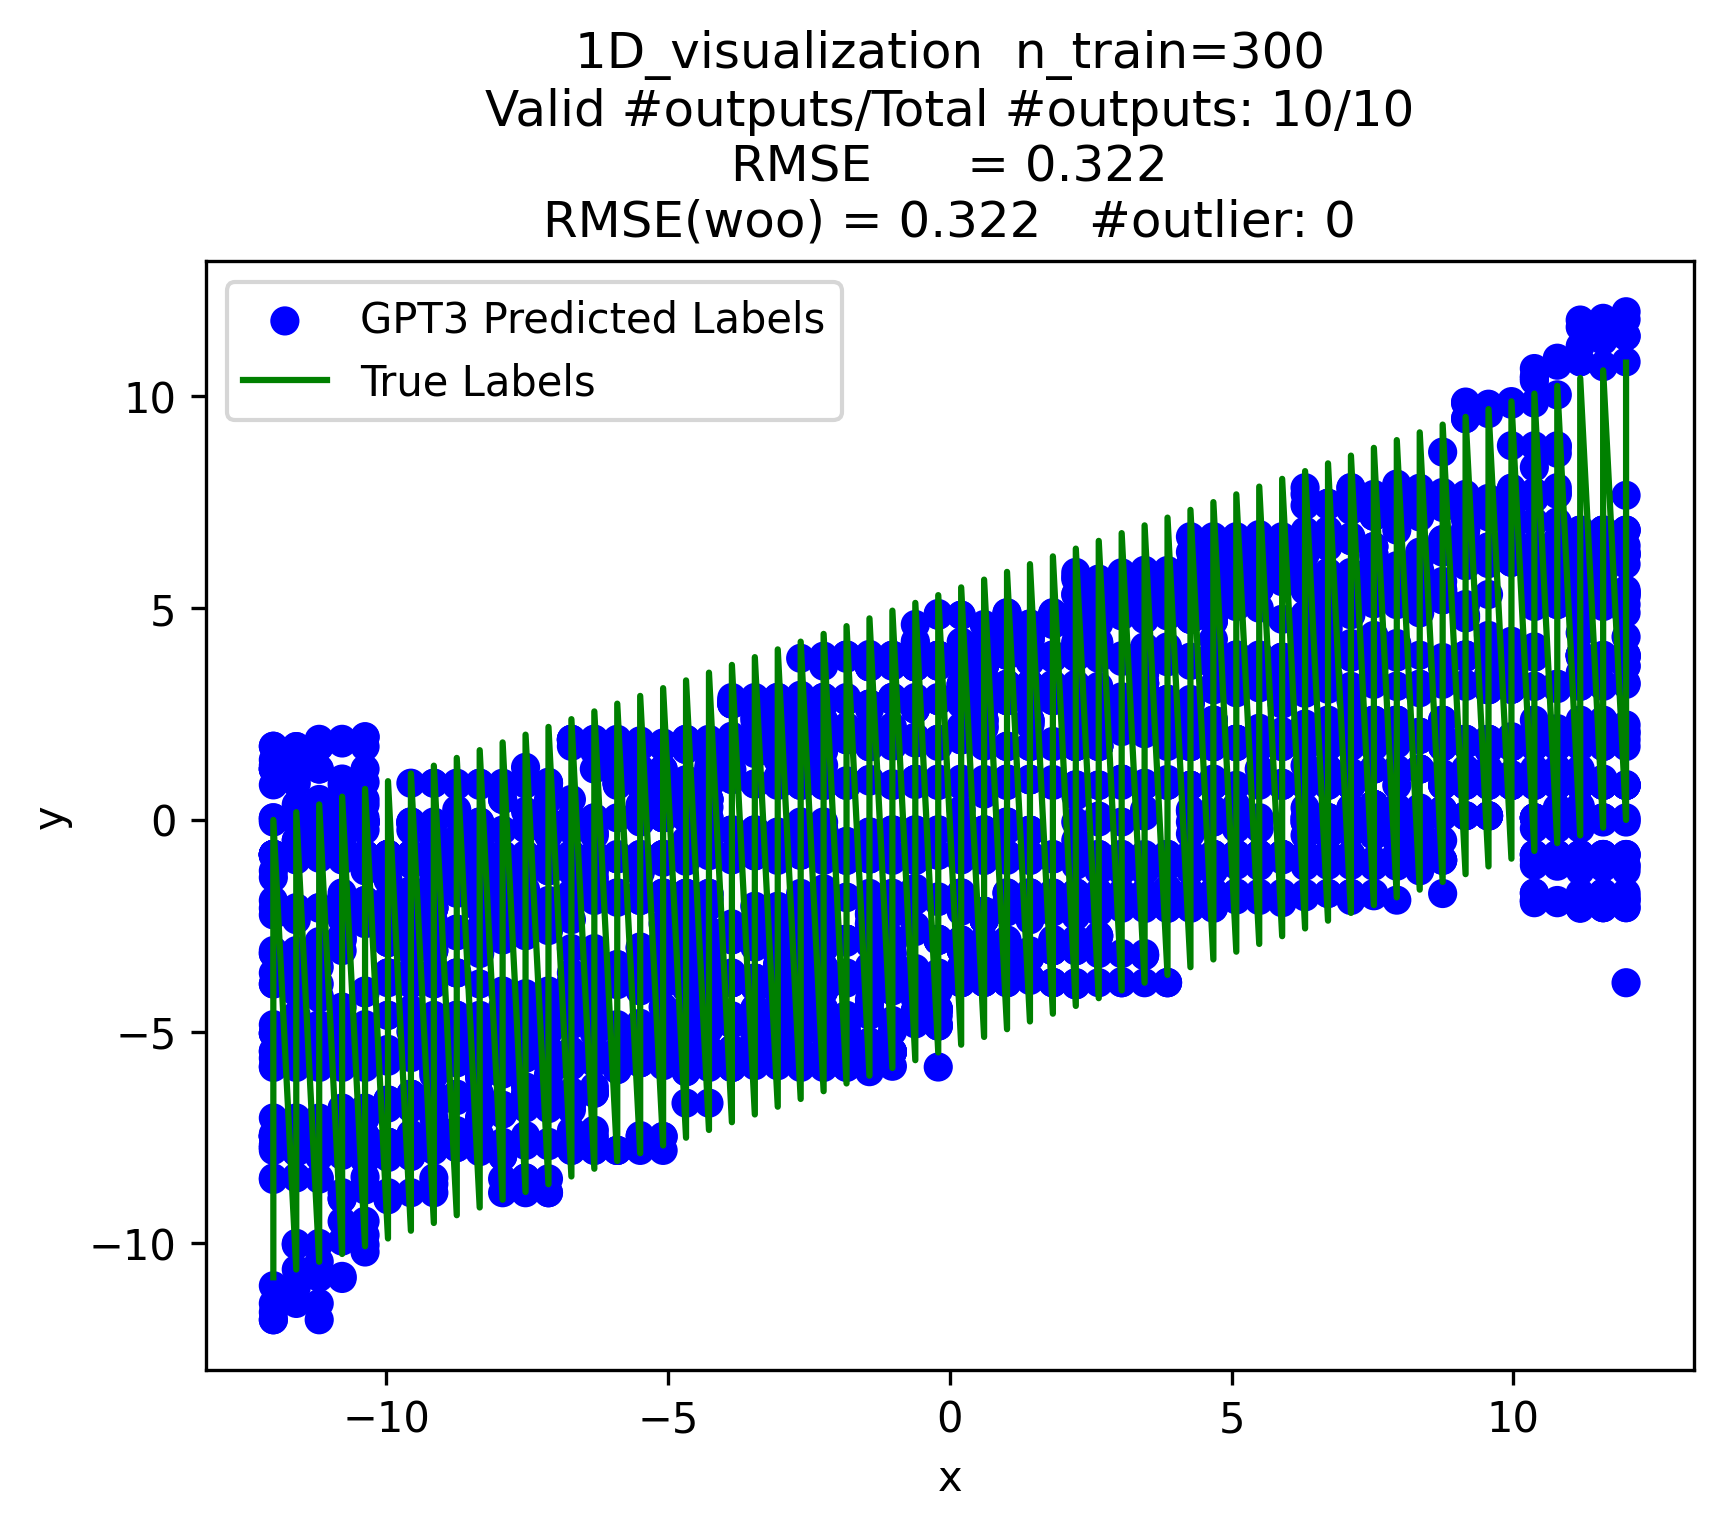 1D_visualization  n_train=300
Valid #outputs/Total #outputs: 10/10
RMSE      = 0.322
RMSE(woo) = 0.322   #outlier: 0
GPT3 Predicted Labels
True Labels
10
5
0
−5
−10
y
−10
−5
0
5
10
x